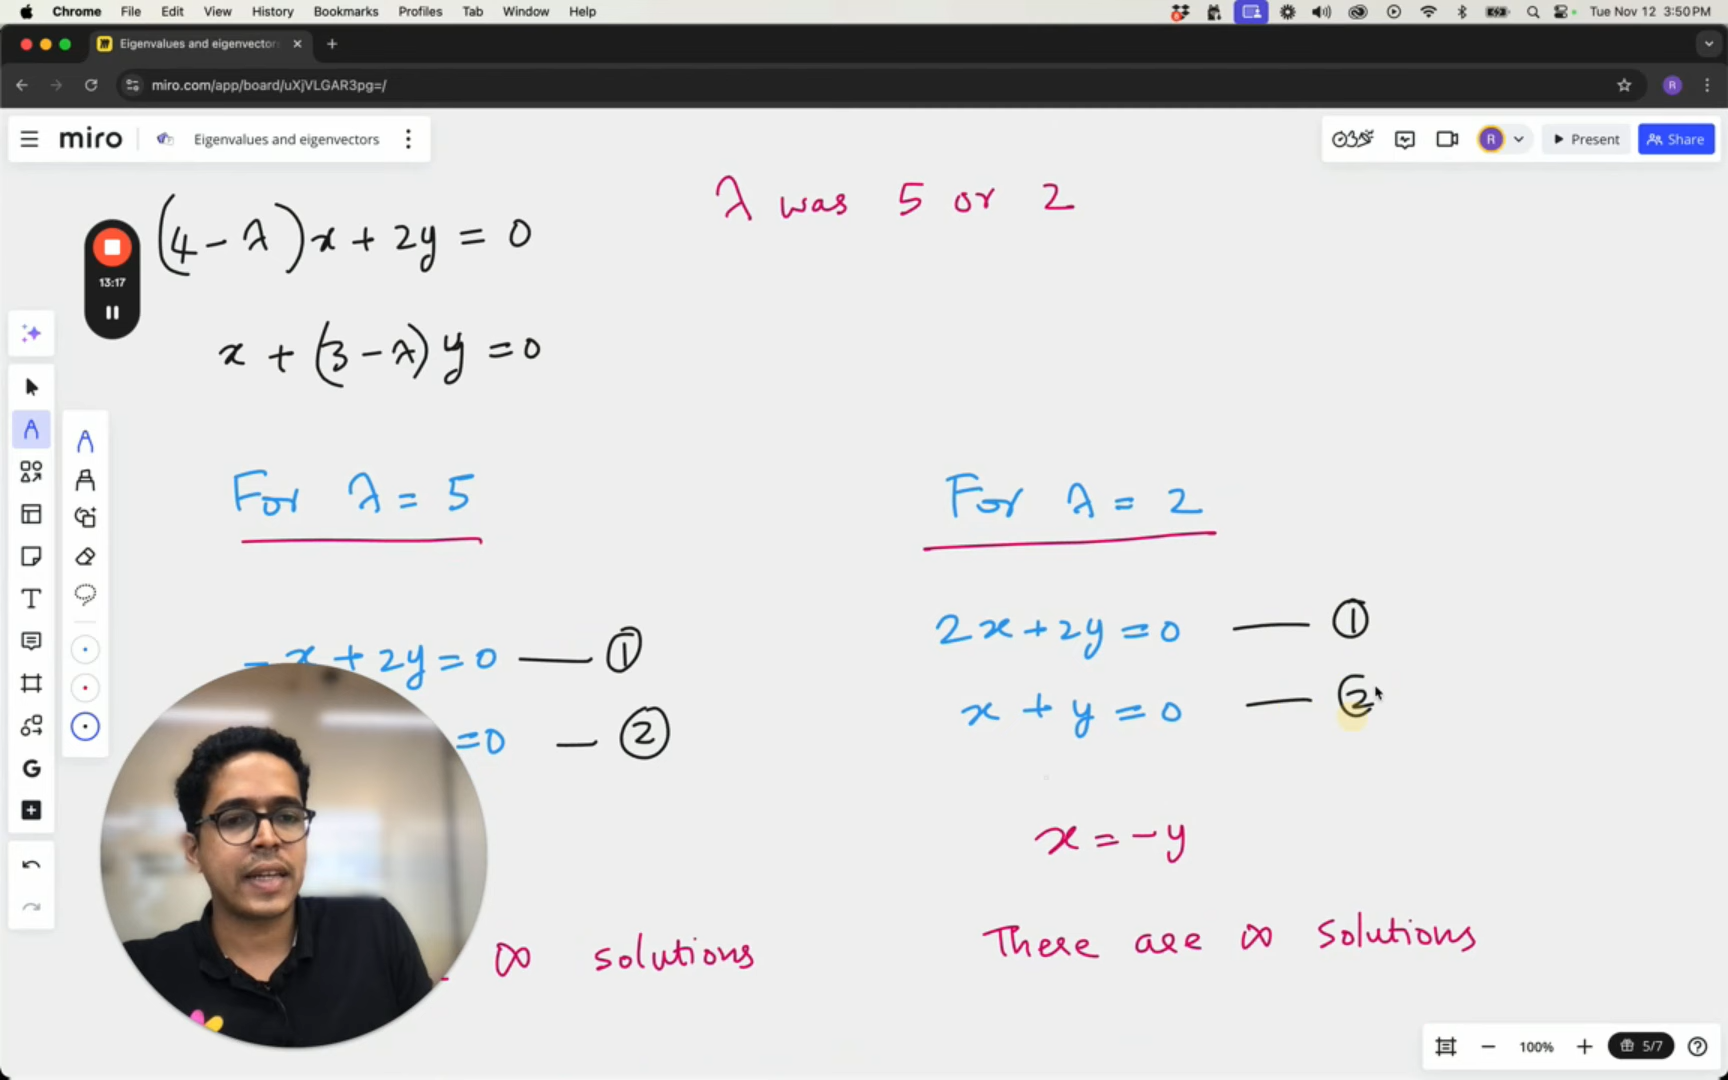 Chrome File Edit View History Bookmarks Profiles Tab Window Help
Tue Nov 12 3:50 PM
Eigenvalues and eigenvector
miro.com/app/board/uXjVLGAR3pg=/
R
miro Eigenvalues and eigenvectors
R Present Share
λ was 5 or 2
(4 - λ)x + 2y = 0
13:17
x + (3 - λ) y = 0
For λ = 5
For λ = 2
- x + 2y = 0 — ①
2x + 2y = 0 — ①
=0 — ②
x + y = 0 — ②
x = -y
∞ solutions
There are ∞ solutions
T
G
100%
5/7